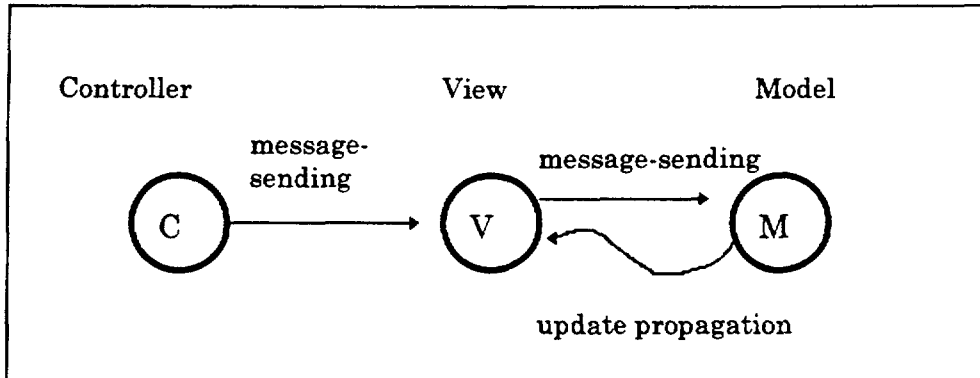 Controller
View
Model
message-
sending
message-sending
C
V
M
update propagation